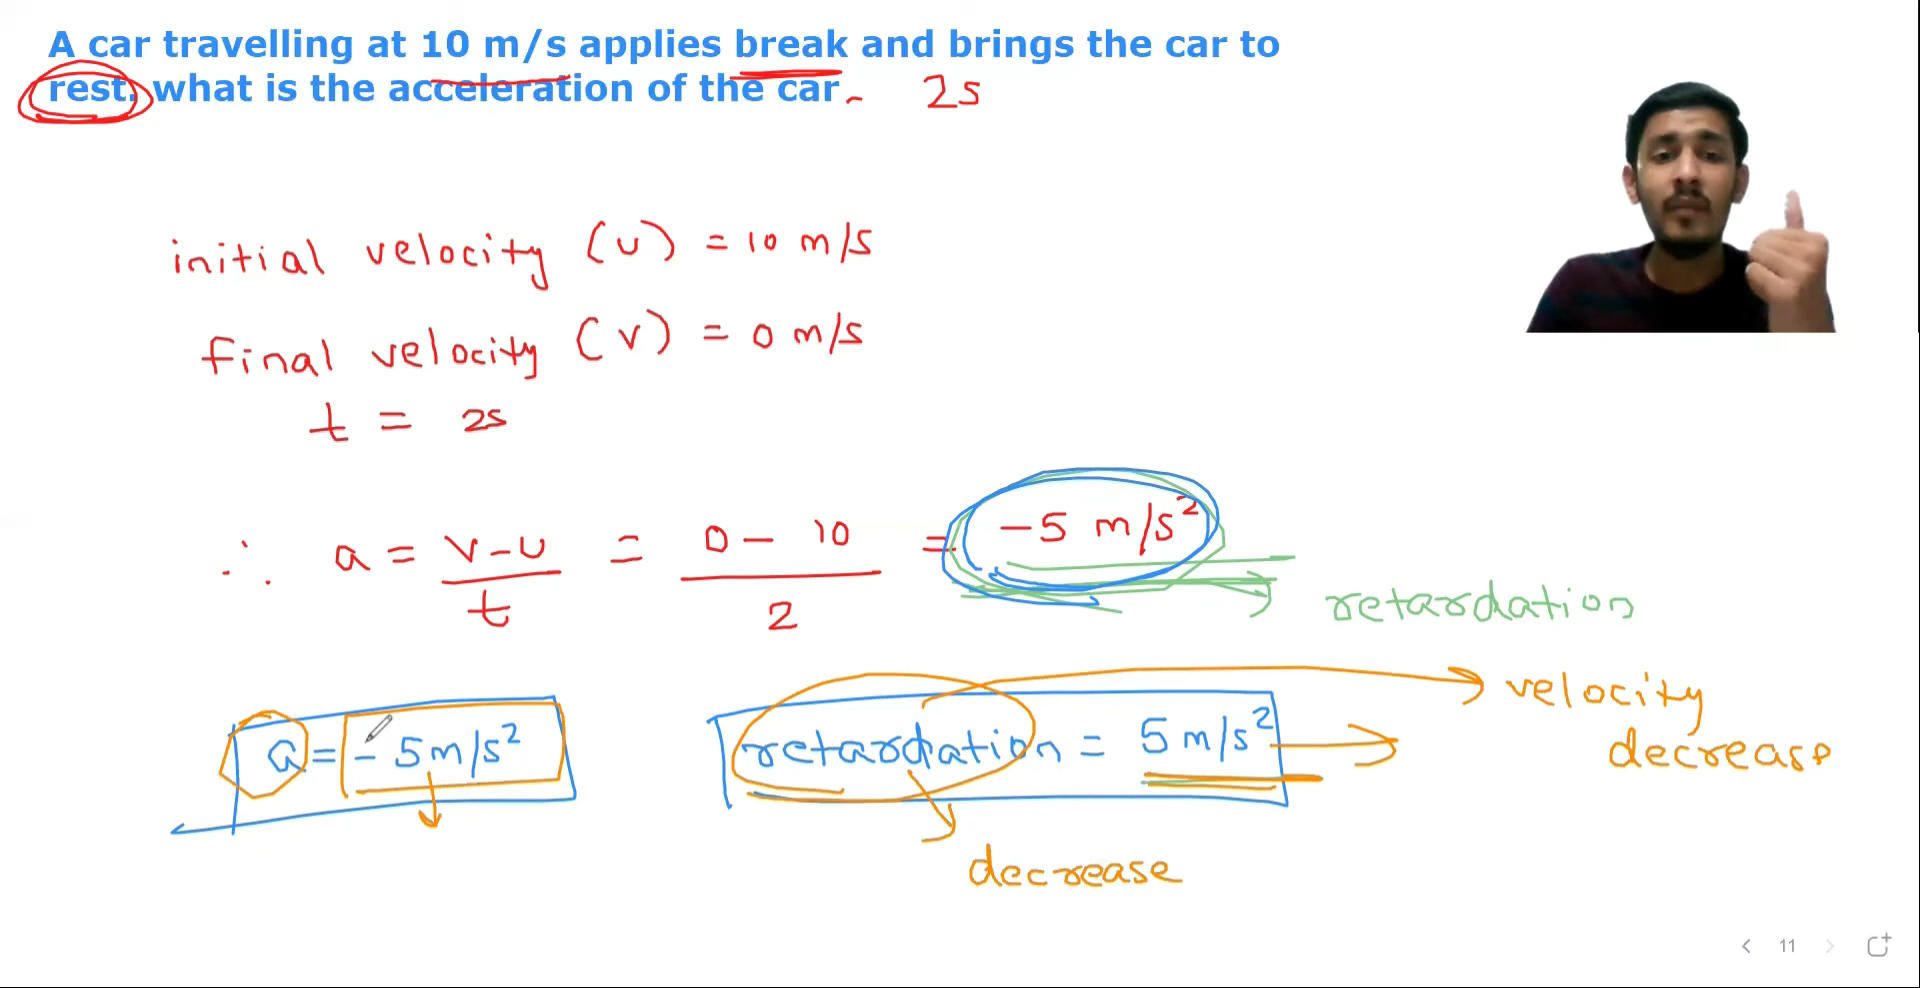 A car travelling at 10 m/s applies break and brings the car to
rest, what is the acceleration of the car. 2s
initial velocity (u) = 10 m/s
final velocity (v) = 0 m/s
t = 2s
∴ a = v-u/t = 0-10/2 = -5 m/s²
retardation
velocity
decrease
a = -5m/s²
retardation = 5 m/s²
decrease
11